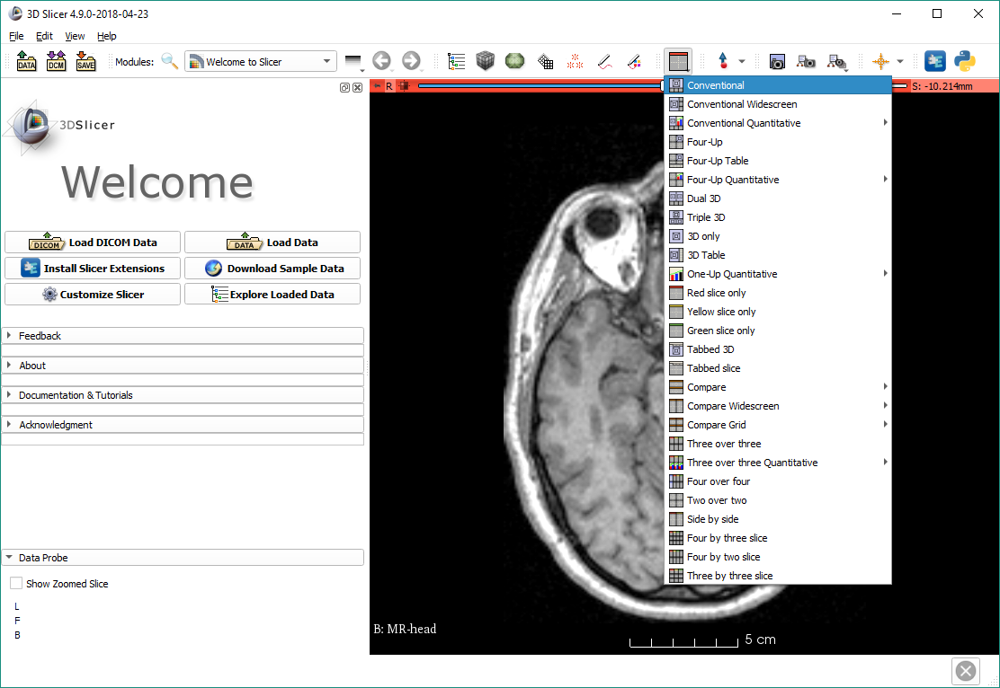 3D Slicer 4.9.0-2018-04-23
File Edit View Help
DATA DCM SAVE Modules: Welcome to Slicer
R S: -10.214mm
3DSlicer
Welcome
DICOM Load DICOM Data DATA Load Data
Install Slicer Extensions Download Sample Data
Customize Slicer Explore Loaded Data
Feedback
About
Documentation & Tutorials
Acknowledgment
Data Probe
Show Zoomed Slice
L
F
B
Conventional
Conventional Widescreen
Conventional Quantitative
Four-Up
Four-Up Table
Four-Up Quantitative
Dual 3D
Triple 3D
3D only
3D Table
One-Up Quantitative
Red slice only
Yellow slice only
Green slice only
Tabbed 3D
Tabbed slice
Compare
Compare Widescreen
Compare Grid
Three over three
Three over three Quantitative
Four over four
Two over two
Side by side
Four by three slice
Four by two slice
Three by three slice
B: MR-head
5 cm